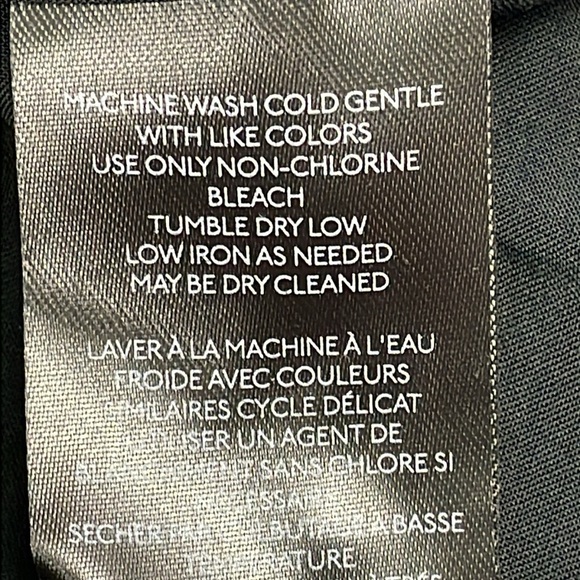 MACHINE WASH COLD GENTLE
WITH LIKE COLORS
USE ONLY NON-CHLORINE
BLEACH
TUMBLE DRY LOW
LOW IRON AS NEEDED
MAY BE DRY CLEANED
LAVER À LA MACHINE À L'EAU
FROIDE AVEC COULEURS
SIMILAIRES CYCLE DÉLICAT
UN AGENT DE
SANS CHLORE SI
À BASSE
TEMPERATURE